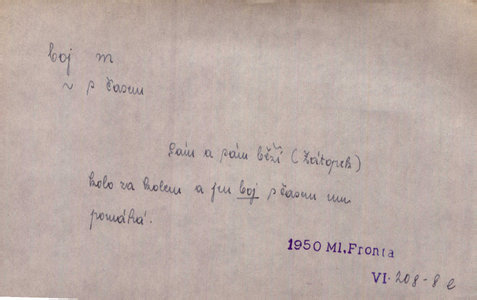 boj m
~ s časem
Sám a sám běží (Zátopek)
kolo za kolem a jen boj s časem mu
pomáhá.
1950 Ml. Fronta
VI. 208-8 e